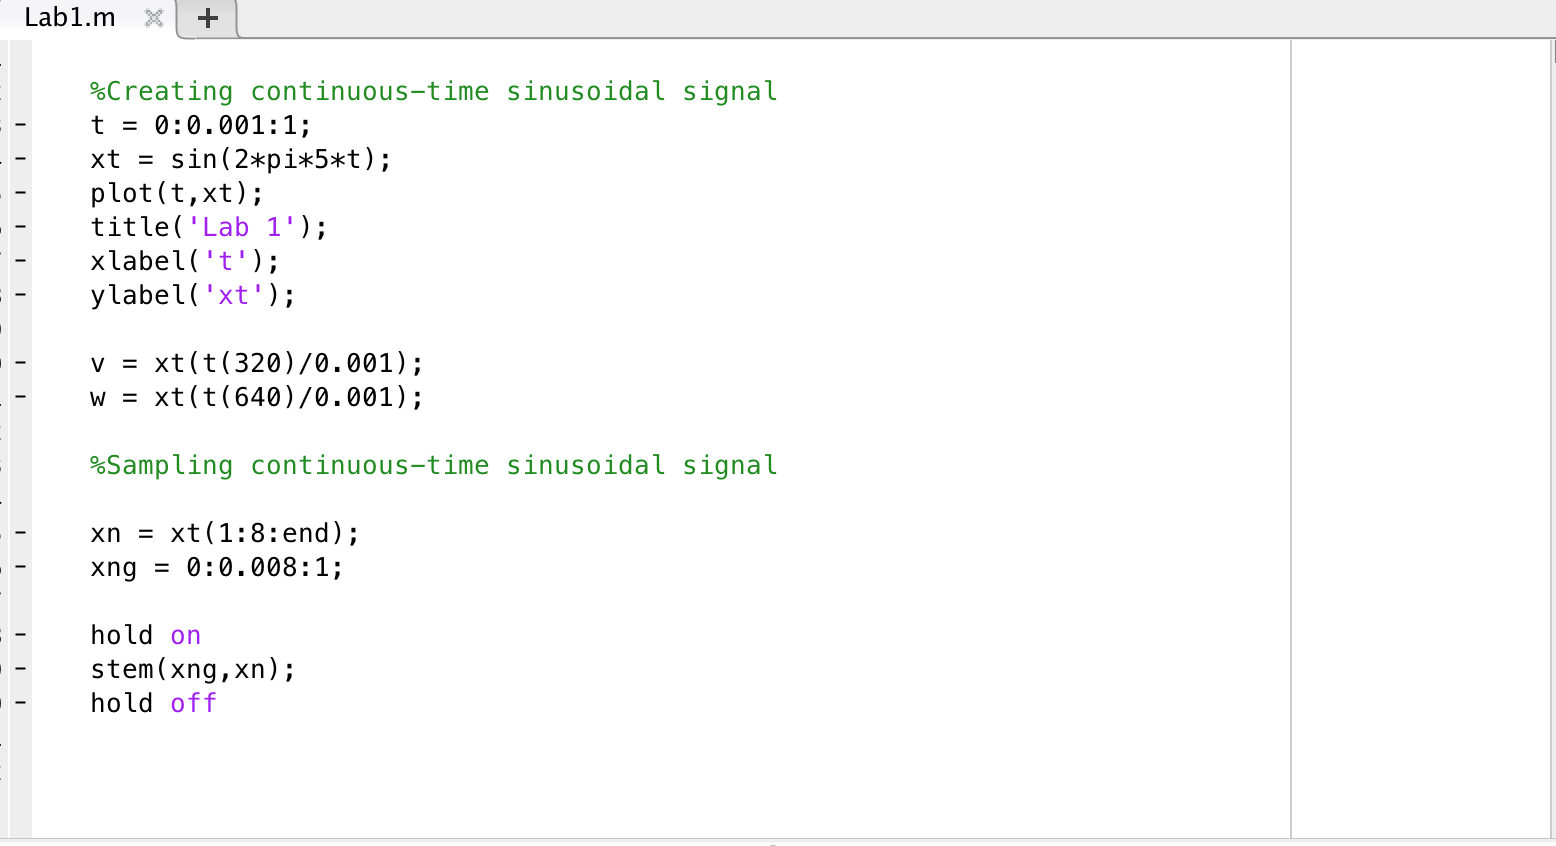 Lab1.m
%Creating continuous-time sinusoidal signal
t = 0:0.001:1;
xt = sin(2*pi*5*t);
plot(t,xt);
title('Lab 1');
xlabel('t');
ylabel('xt');
v = xt(t(320)/0.001);
w = xt(t(640)/0.001);
%Sampling continuous-time sinusoidal signal
xn = xt(1:8:end);
xng = 0:0.008:1;
hold on
stem(xng,xn);
hold off